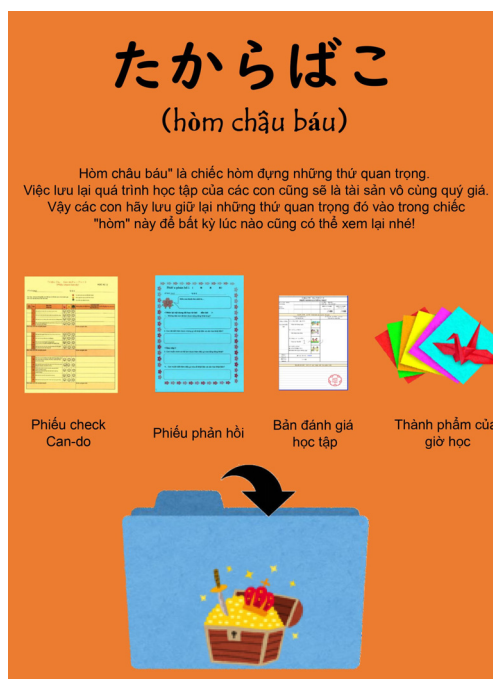 たからばこ
(hòm châu báu)
Hòm châu báu" là chiếc hòm đựng những thứ quan trọng.
Việc lưu lại quá trình học tập của các con cũng sẽ là tài sản vô cùng quý giá.
Vậy các con hãy lưu giữ lại những thứ quan trọng đó vào trong chiếc
"hòm" này để bất kỳ lúc nào cũng có thể xem lại nhé!
Phiếu check
Can-do
Phiếu phản hồi
Bản đánh giá
học tập
Thành phẩm của
giờ học